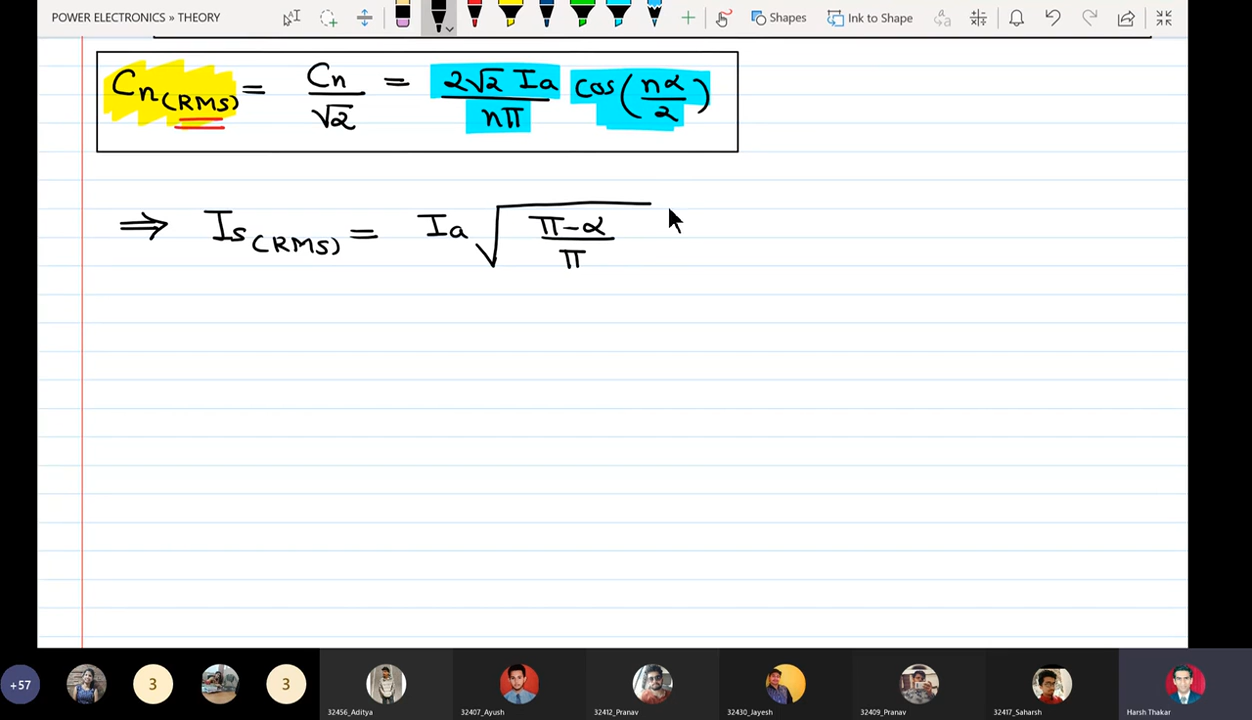 POWER ELECTRONICS » THEORY
Shapes
Ink to Shape
Cn(RMS) = Cn/√2 = 2√2 Ia/nπ cos(nα/2)
⇒ Is(RMS) = Ia √(π-α/π)
+57
3
3
32456_Aditya
32407_Ayush
32412_Pranav
32430_Jayesh
32409_Pranav
32417_Saharsh
Harsh Thakar